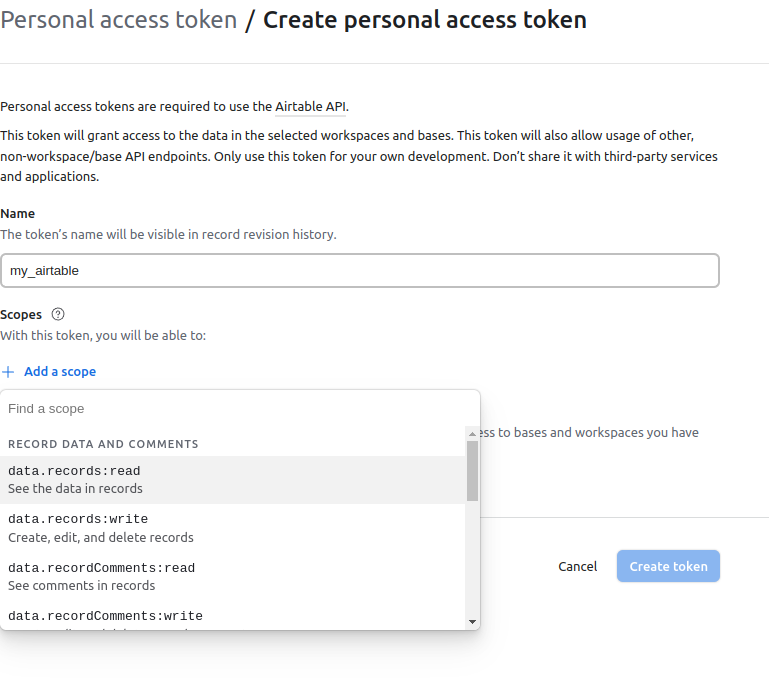 Personal access token / Create personal access token
Personal access tokens are required to use the Airtable API.
This token will grant access to the data in the selected workspaces and bases. This token will also allow usage of other,
non-workspace/base API endpoints. Only use this token for your own development. Don’t share it with third-party services
and applications.
Name
The token’s name will be visible in record revision history.
my_airtable
Scopes ?
With this token, you will be able to:
+ Add a scope
Find a scope
to bases and workspaces you have
RECORD DATA AND COMMENTS
data.records:read
See the data in records
data.records:write
Create, edit, and delete records
Cancel
Create token
data.recordComments:read
See comments in records
data.recordComments:write